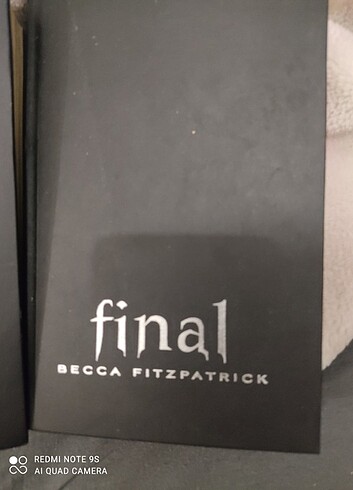 final
BECCA FITZPATRICK
REDMI NOTE 9S
AI QUAD CAMERA